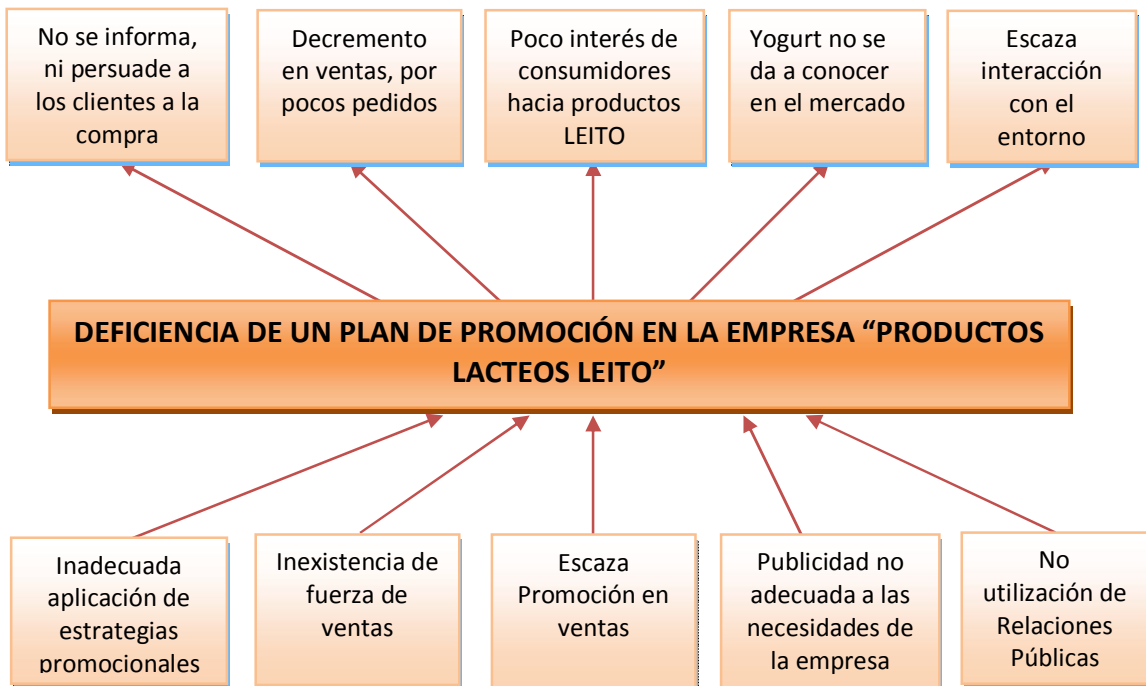 No se informa,
ni persuade a
los clientes a la
compra
Decremento
en ventas, por
pocos pedidos
Poco interés de
consumidores
hacia productos
LEITO
Yogurt no se
da a conocer
en el mercado
Escaza
interacción
con el
entorno
DEFICIENCIA DE UN PLAN DE PROMOCIÓN EN LA EMPRESA “PRODUCTOS
LACTEOS LEITO”
Inadecuada
aplicación de
estrategias
promocionales
Inexistencia de
fuerza de
ventas
Escaza
Promoción en
ventas
Publicidad no
adecuada a las
necesidades de
la empresa
No
utilización de
Relaciones
Públicas